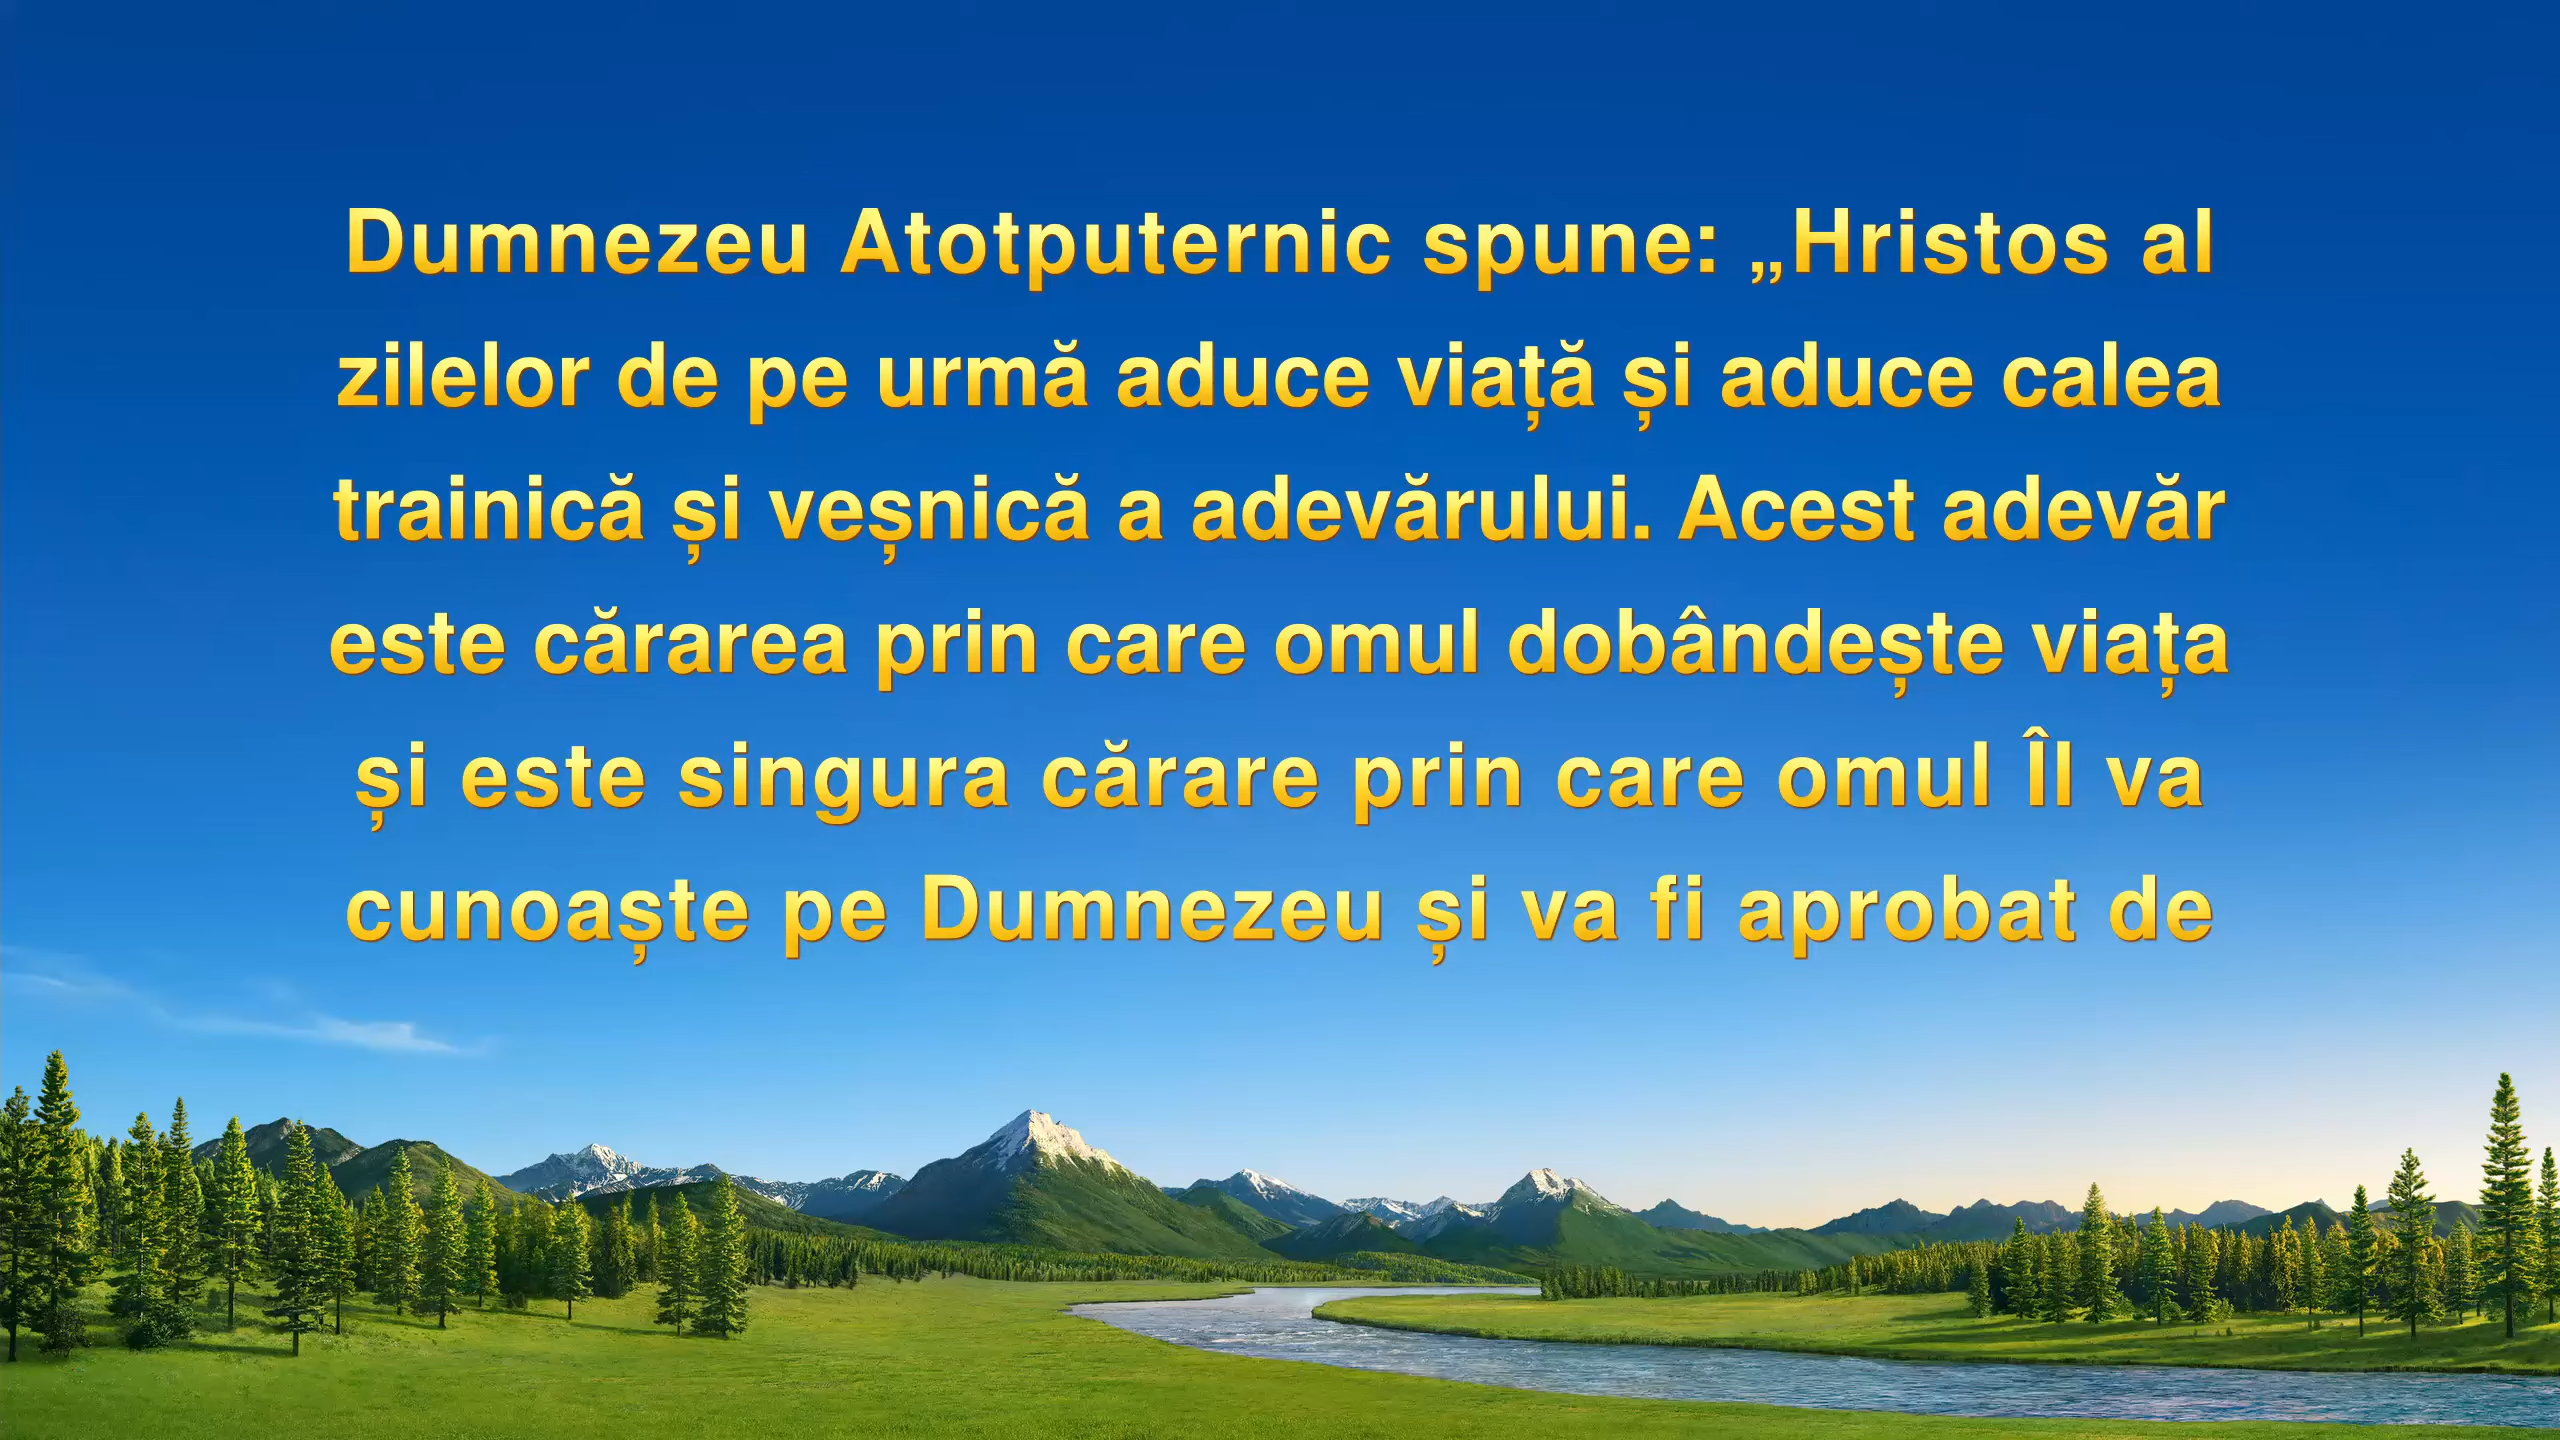 Dumnezeu Atotputernic spune: „Hristos al
zilelor de pe urmă aduce viață și aduce calea
trainică și veșnică a adevărului. Acest adevăr
este cărarea prin care omul dobândește viața
și este singura cărare prin care omul Îl va
cunoaște pe Dumnezeu și va fi aprobat de